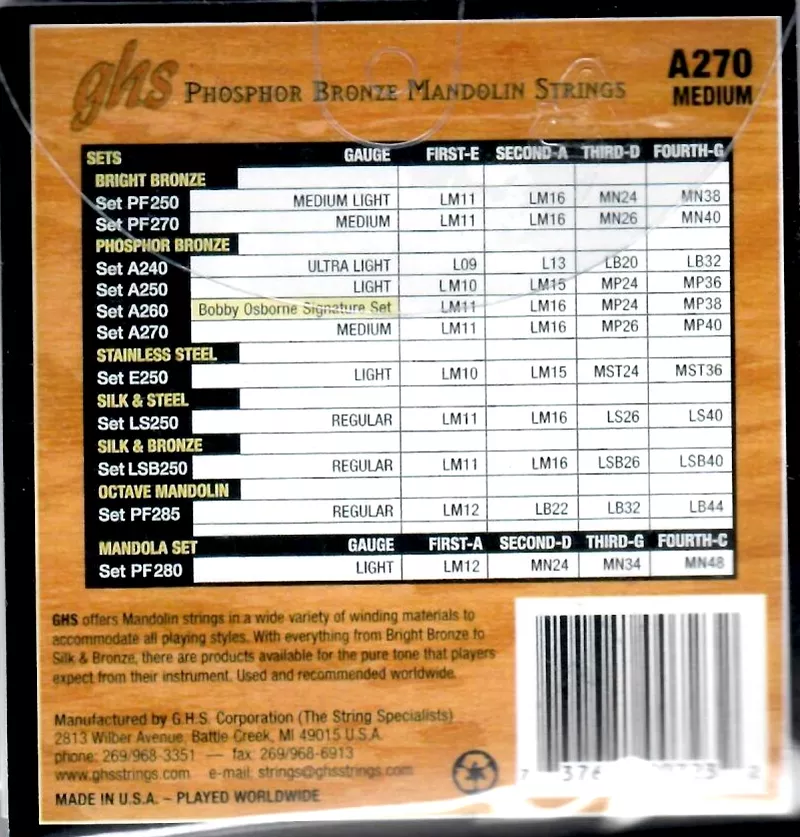 ghs PHOSPHOR BRONZE MANDOLIN STRINGS A270
MEDIUM
SETS GAUGE FIRST-E SECOND-A THIRD-D FOURTH-G
BRIGHT BRONZE
Set PF250 MEDIUM LIGHT LM11 LM16 MN24 MN38
Set PF270 MEDIUM LM11 LM16 MN26 MN40
PHOSPHOR BRONZE
Set A240 ULTRA LIGHT L09 L13 LB20 LB32
Set A250 LIGHT LM10 LM15 MP24 MP36
Set A260 Bobby Osborne Signature Set LM11 LM16 MP24 MP38
Set A270 MEDIUM LM11 LM16 MP26 MP40
STAINLESS STEEL
Set E250 LIGHT LM10 LM15 MST24 MST36
SILK & STEEL
Set LS250 REGULAR LM11 LM16 LS26 LS40
SILK & BRONZE
Set LSB250 REGULAR LM11 LM16 LSB26 LSB40
OCTAVE MANDOLIN
Set PF285 REGULAR LM12 LB22 LB32 LB44
MANDOLA SET GAUGE FIRST-A SECOND-D THIRD-G FOURTH-C
Set PF280 LIGHT LM12 MN24 MN34 MN48
GHS offers Mandolin strings in a wide variety of winding materials to
accommodate all playing styles. With everything from Bright Bronze to
Silk & Bronze, there are products available for the pure tone that players
expect from their instrument. Used and recommended worldwide.
Manufactured by G.H.S. Corporation (The String Specialists)
2813 Wilber Avenue, Battle Creek, MI 49015 U.S.A.
phone: 269/968-3351 — fax: 269/968-6913
www.ghsstrings.com e-mail: strings@ghsstrings.com
MADE IN U.S.A. – PLAYED WORLDWIDE